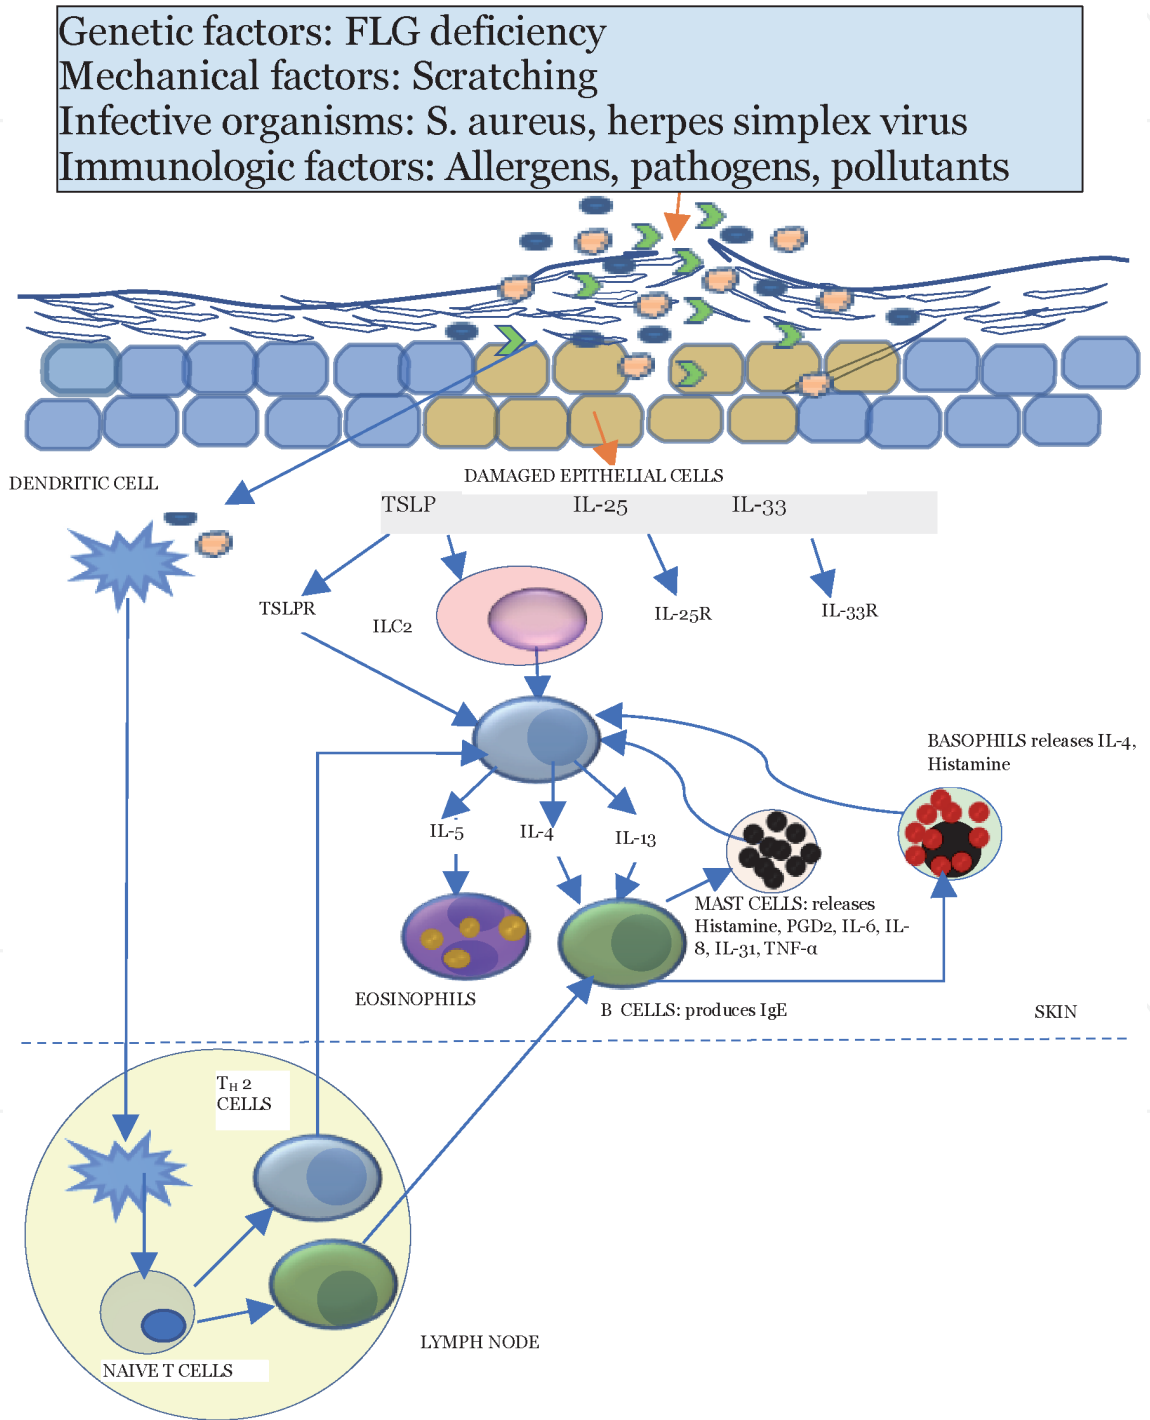 Genetic factors: FLG deficiency
Mechanical factors: Scratching
Infective organisms: S. aureus, herpes simplex virus
Immunologic factors: Allergens, pathogens, pollutants
DENDRITIC CELL
DAMAGED EPITHELIAL CELLS
TSLP IL-25 IL-33
TSLPR
ILC2
IL-25R
IL-33R
BASOPHILS releases IL-4,
Histamine
IL-5
IL-4
IL-13
MAST CELLS: releases
Histamine, PGD2, IL-6, IL-
8, IL-31, TNF-α
EOSINOPHILS
B CELLS: produces IgE
SKIN
TH 2
CELLS
LYMPH NODE
NAIVE T CELLS